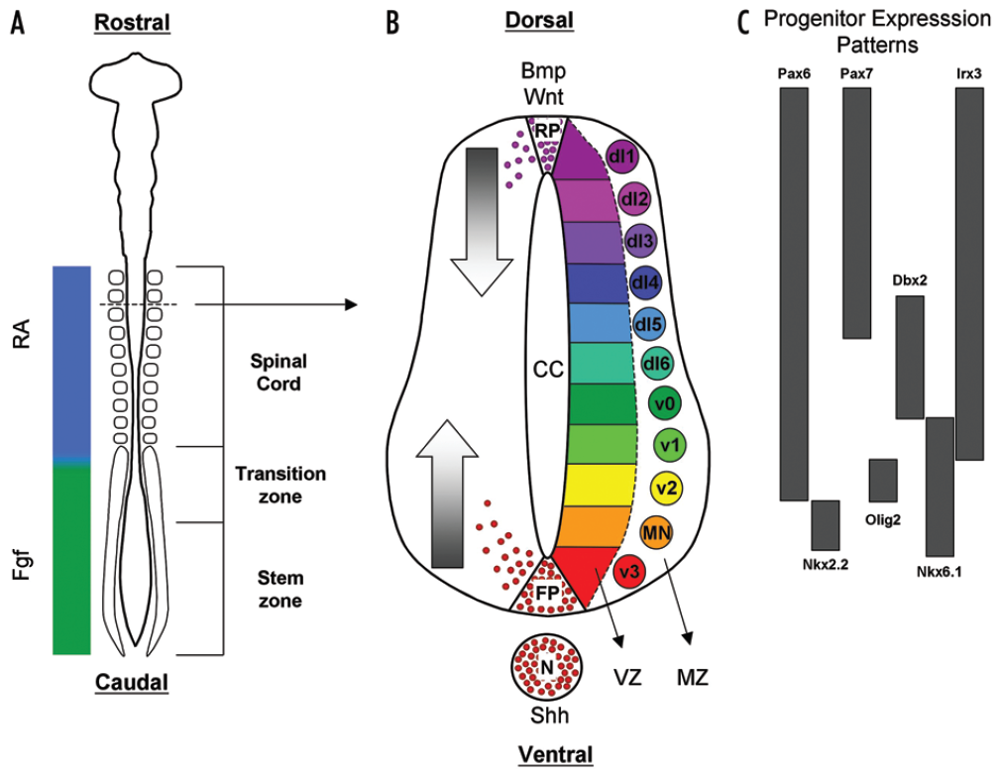 A
Rostral
RA
Fgf
Spinal
Cord
Transition
zone
Stem
zone
Caudal
B
Dorsal
Bmp
Wnt
RP
dI1
dI2
dI3
dI4
dI5
dI6
v0
v1
v2
MN
v3
CC
FP
N
Shh
VZ
MZ
Ventral
C
Progenitor Expresssion
Patterns
Pax6
Pax7
Irx3
Dbx2
Olig2
Nkx2.2
Nkx6.1